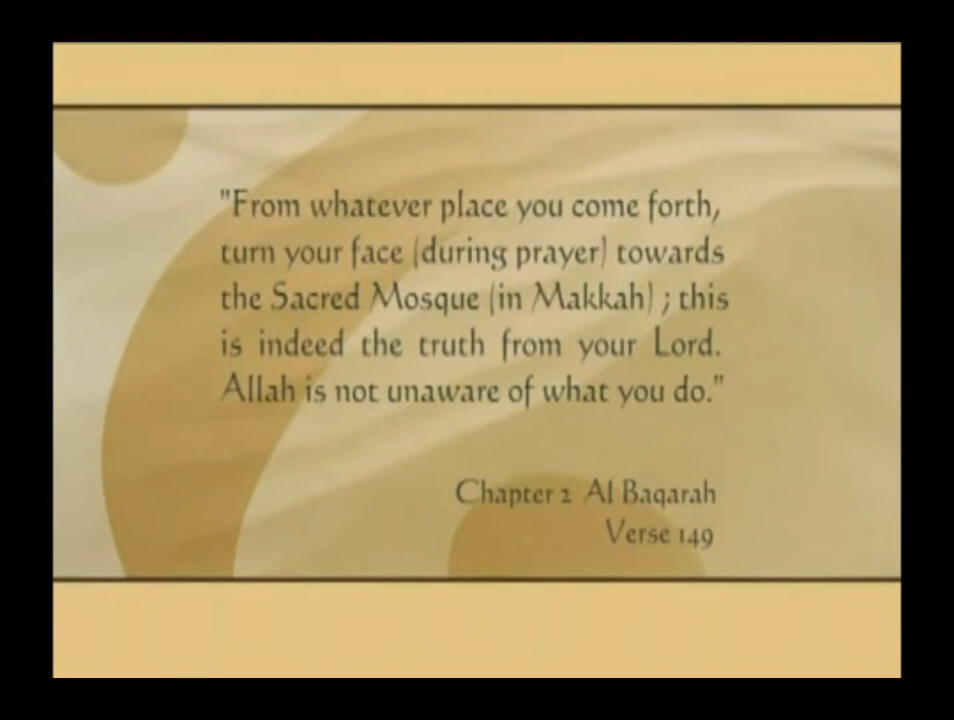 "From whatever place you come forth,
turn your face (during prayer) towards
the Sacred Mosque (in Makkah) ; this
is indeed the truth from your Lord.
Allah is not unaware of what you do."
Chapter 2 Al Baqarah
Verse 149